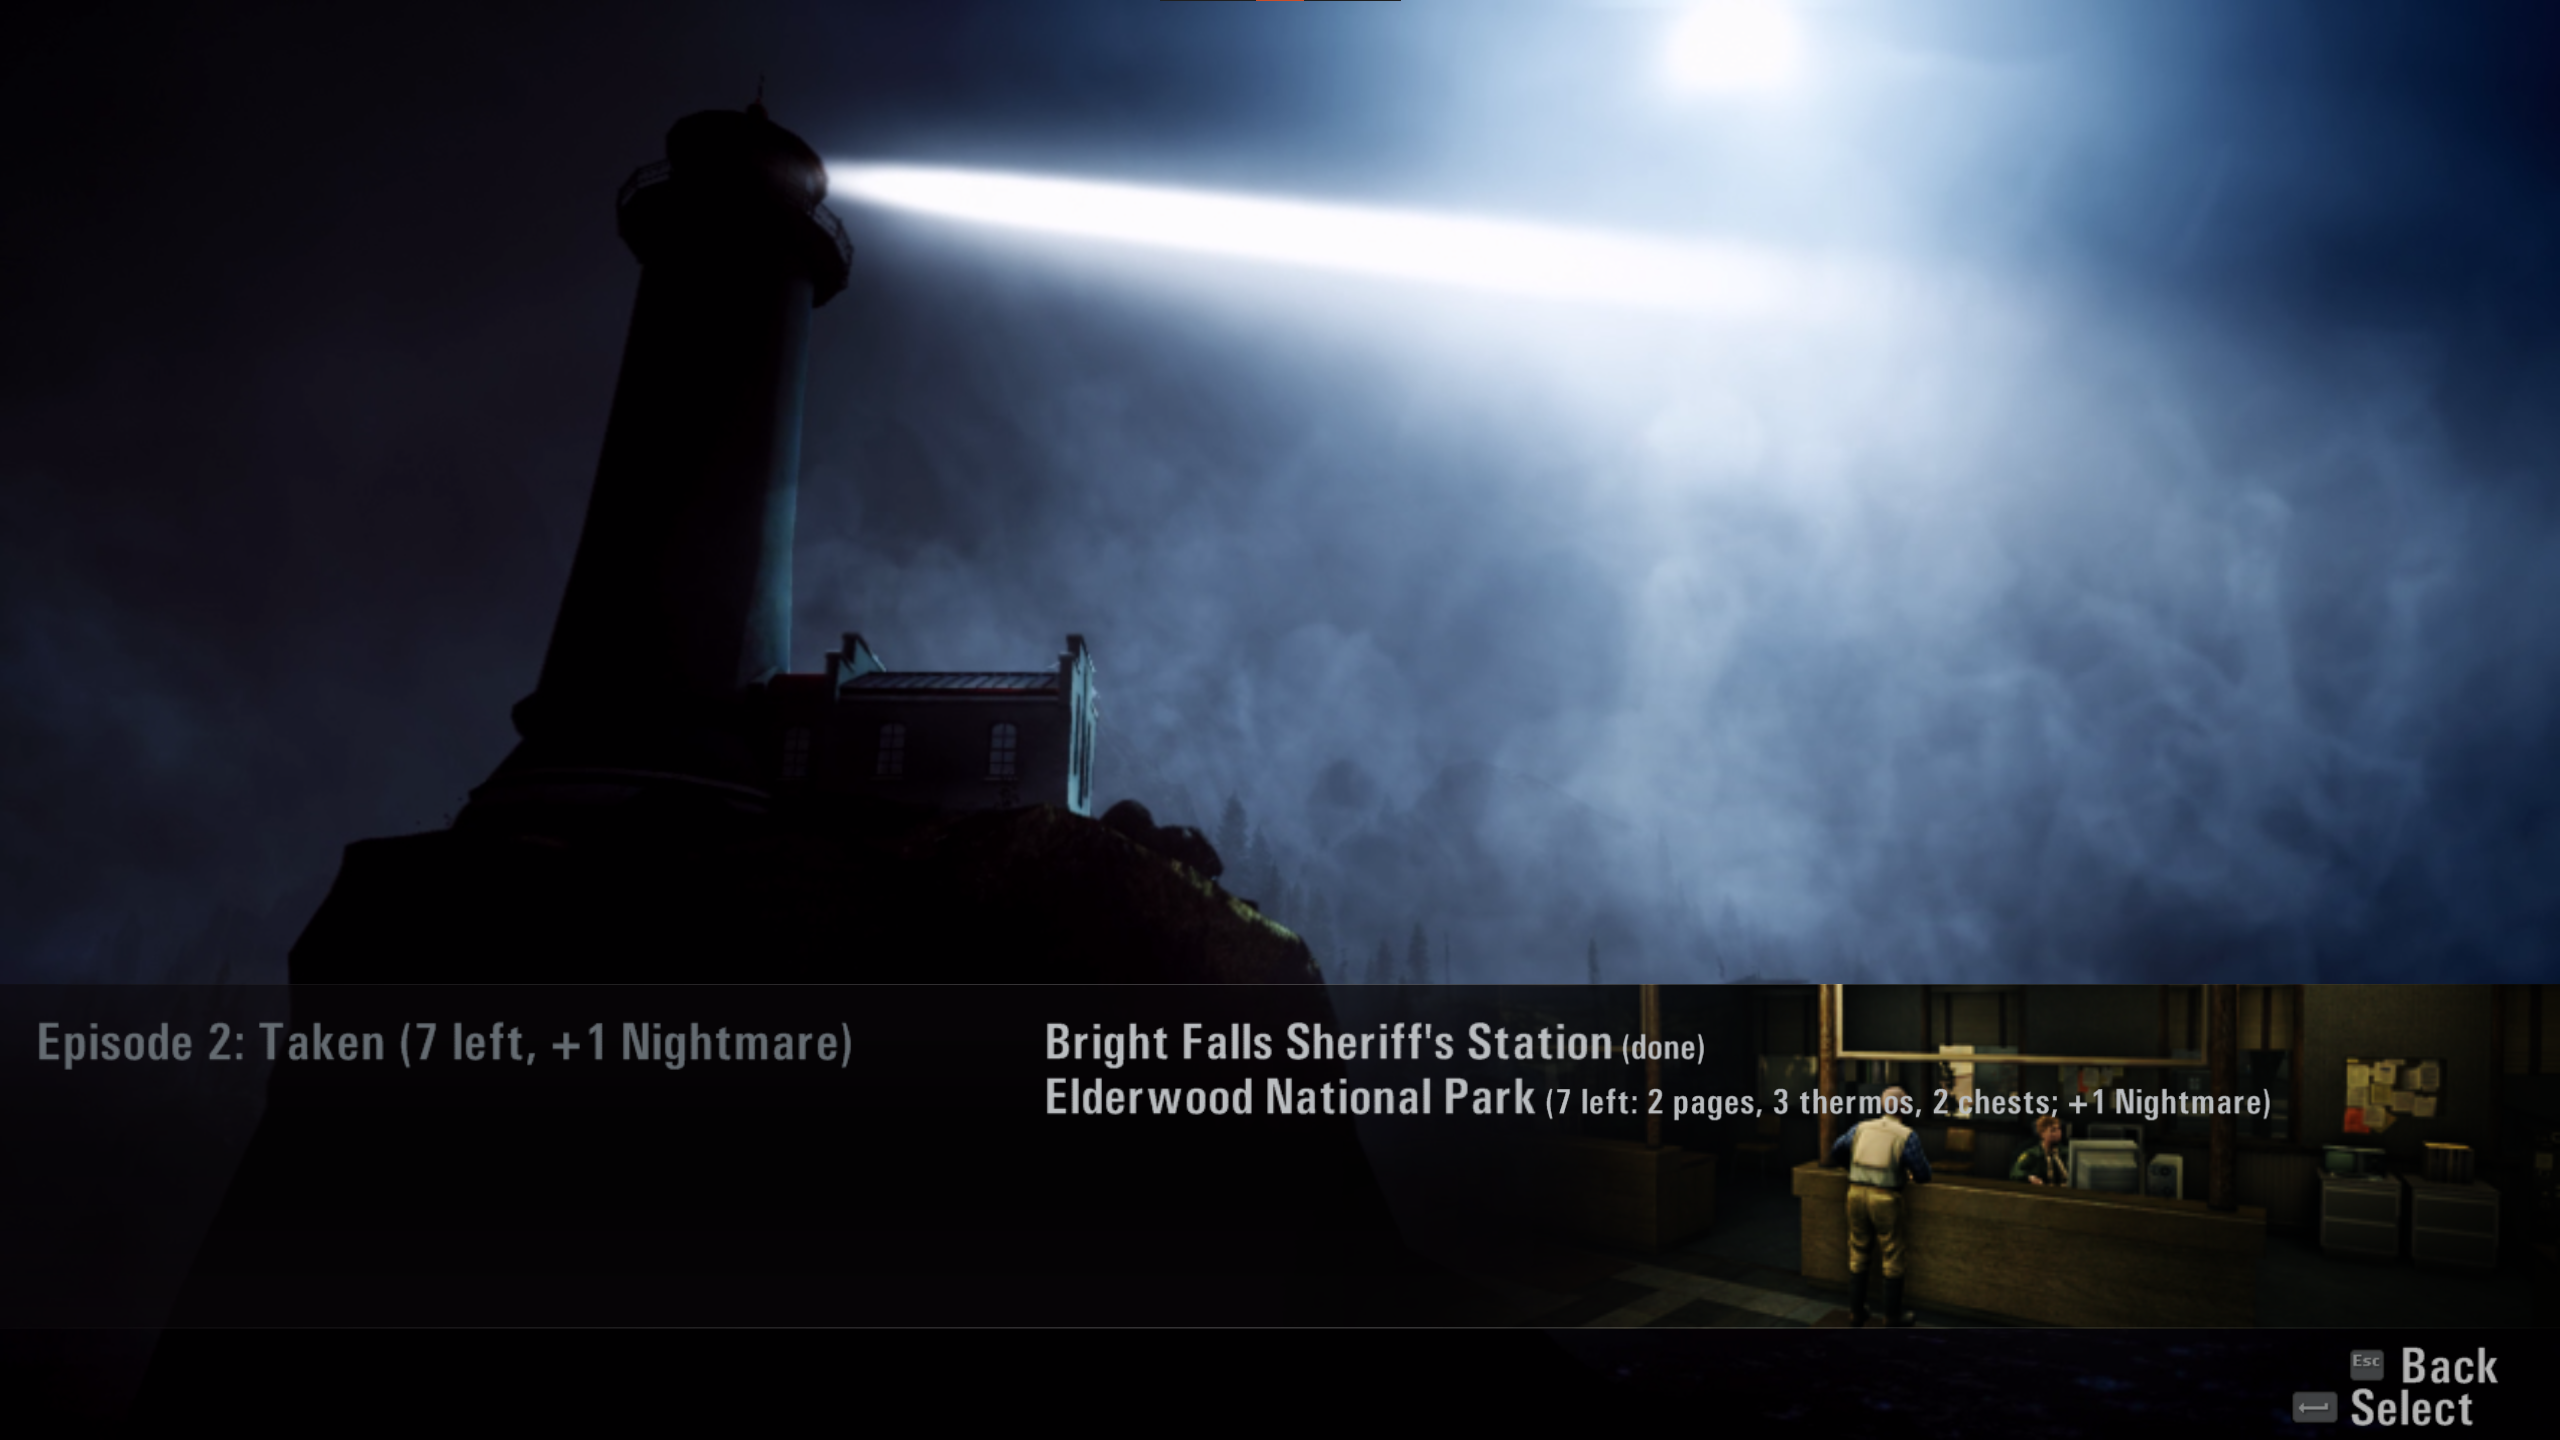 Episode 2: Taken (7 left, +1 Nightmare)
Bright Falls Sheriff's Station (done)
Elderwood National Park (7 left: 2 pages, 3 thermos, 2 chests; +1 Nightmare)
Esc Back
Select